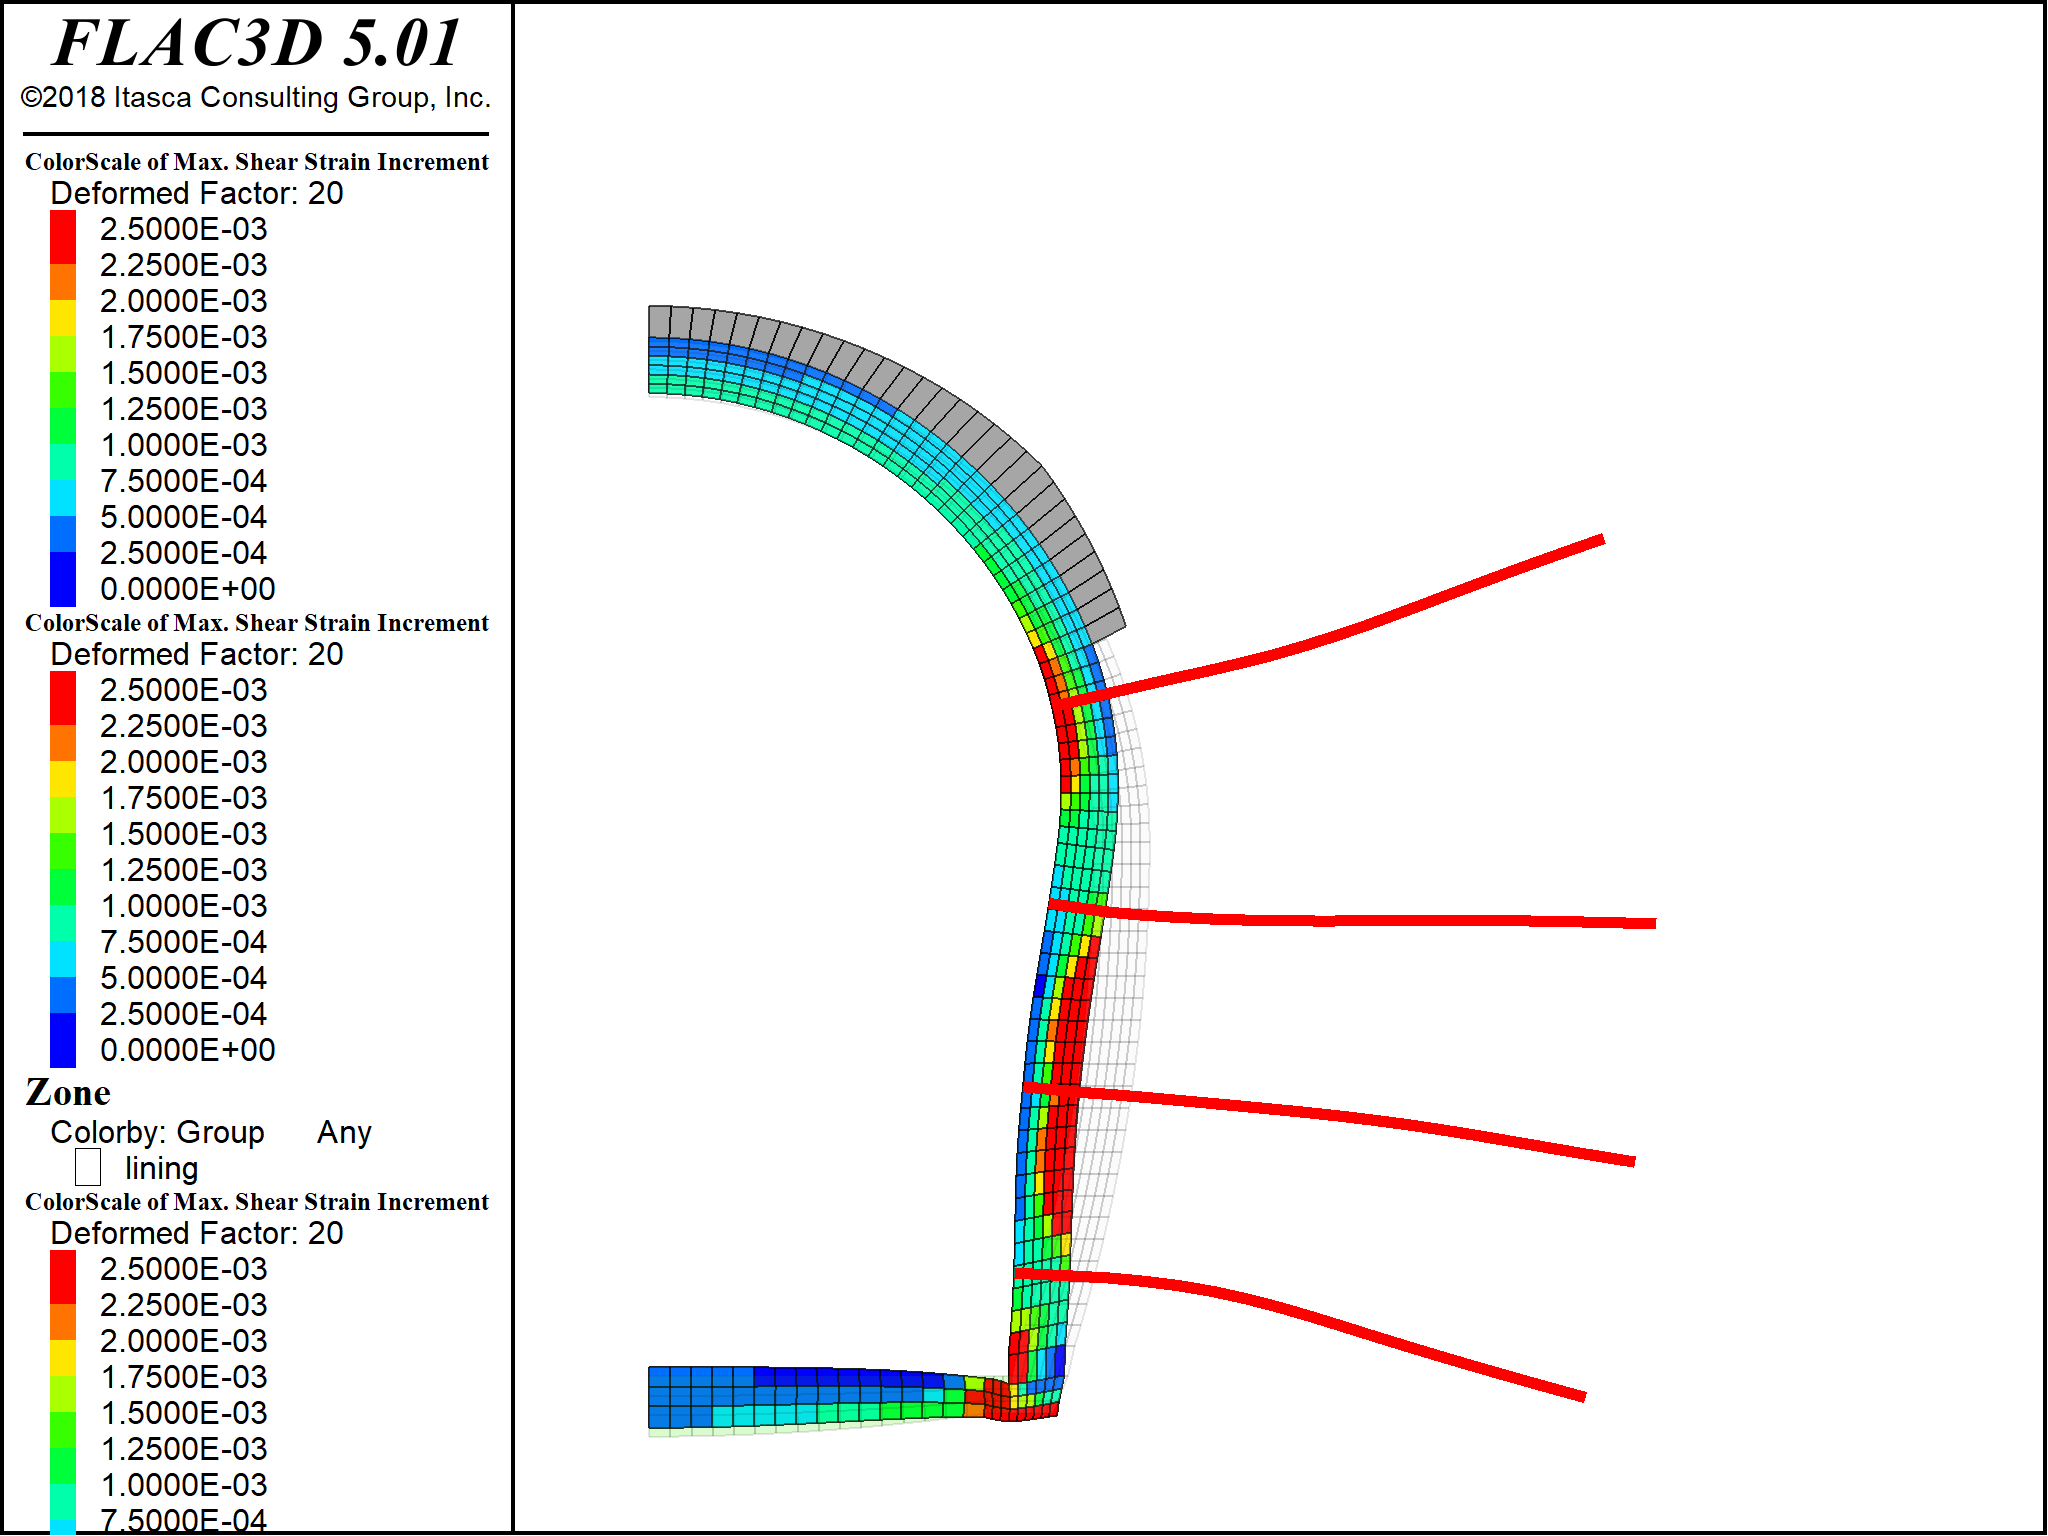 FLAC3D 5.01
©2018 Itasca Consulting Group, Inc.
ColorScale of Max. Shear Strain Increment
Deformed Factor: 20
2.5000E-03
2.2500E-03
2.0000E-03
1.7500E-03
1.5000E-03
1.2500E-03
1.0000E-03
7.5000E-04
5.0000E-04
2.5000E-04
0.0000E+00
ColorScale of Max. Shear Strain Increment
Deformed Factor: 20
2.5000E-03
2.2500E-03
2.0000E-03
1.7500E-03
1.5000E-03
1.2500E-03
1.0000E-03
7.5000E-04
5.0000E-04
2.5000E-04
0.0000E+00
Zone
Colorby: Group Any
lining
ColorScale of Max. Shear Strain Increment
Deformed Factor: 20
2.5000E-03
2.2500E-03
2.0000E-03
1.7500E-03
1.5000E-03
1.2500E-03
1.0000E-03
7.5000E-04